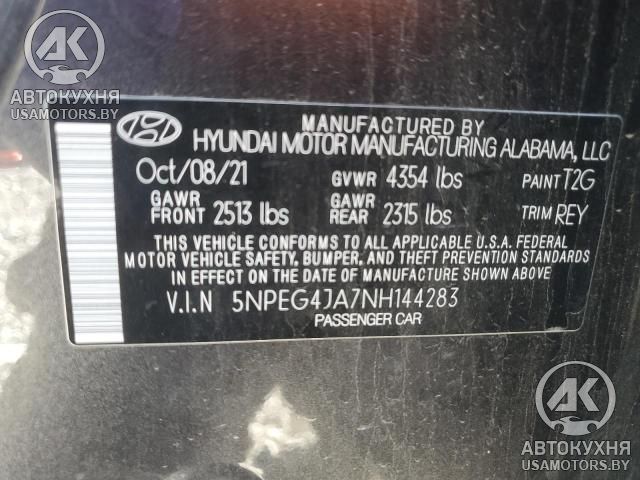 АК
АВТОКУХНЯ
USAMOTORS.BY
MANUFACTURED BY
HYUNDAI MOTOR MANUFACTURING ALABAMA, LLC
Oct/08/21 GVWR 4354 lbs PAINT T2G
GAWR FRONT 2513 lbs GAWR REAR 2315 lbs TRIM REY
THIS VEHICLE CONFORMS TO ALL APPLICABLE U.S.A. FEDERAL
MOTOR VEHICLE SAFETY, BUMPER, AND THEFT PREVENTION STANDARDS
IN EFFECT ON THE DATE OF MANUFACTURE SHOWN ABOVE
V.I.N 5NPEG4JA7NH144283
PASSENGER CAR
АК
АВТОКУХНЯ
USAMOTORS.BY